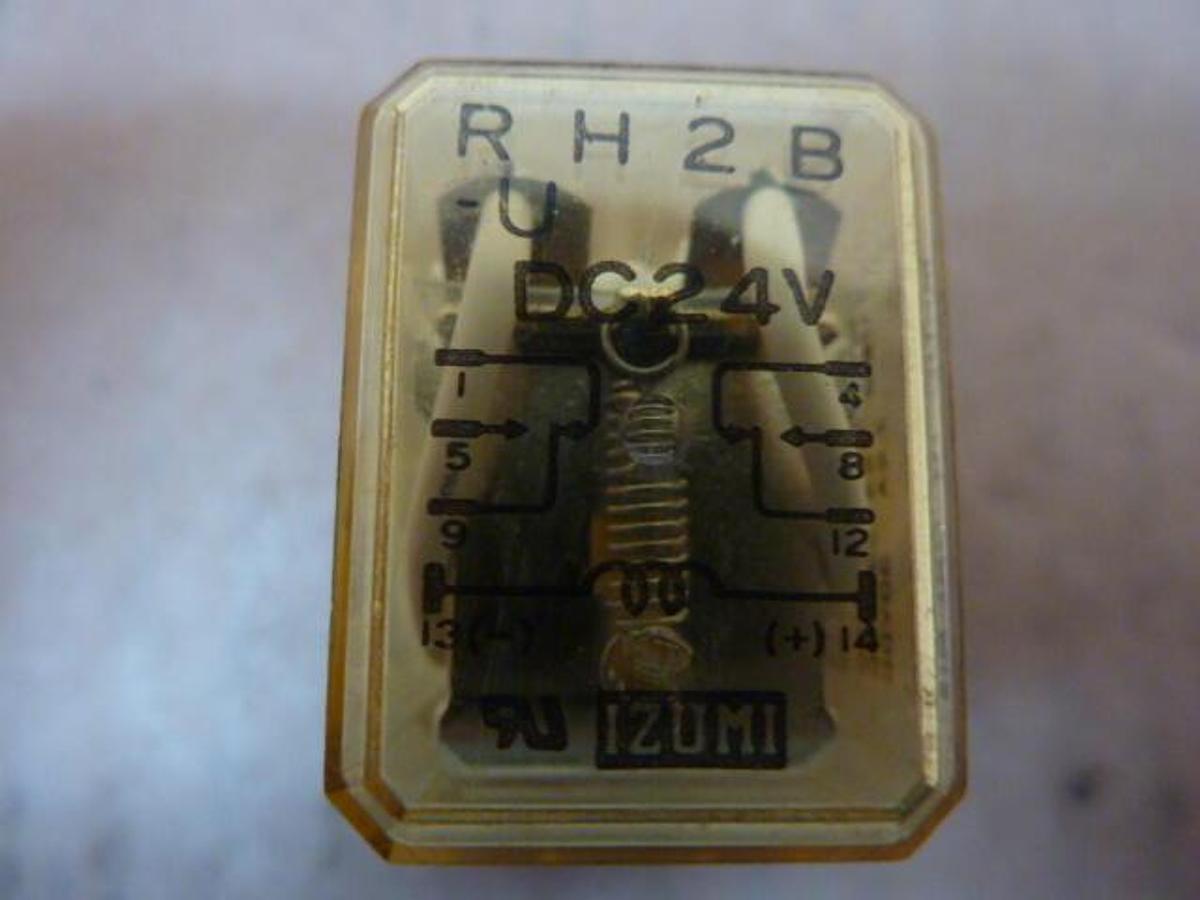 RH2B
-U
DC24V
1 4
5 8
9 12
13(-) (+)14
IZUMI